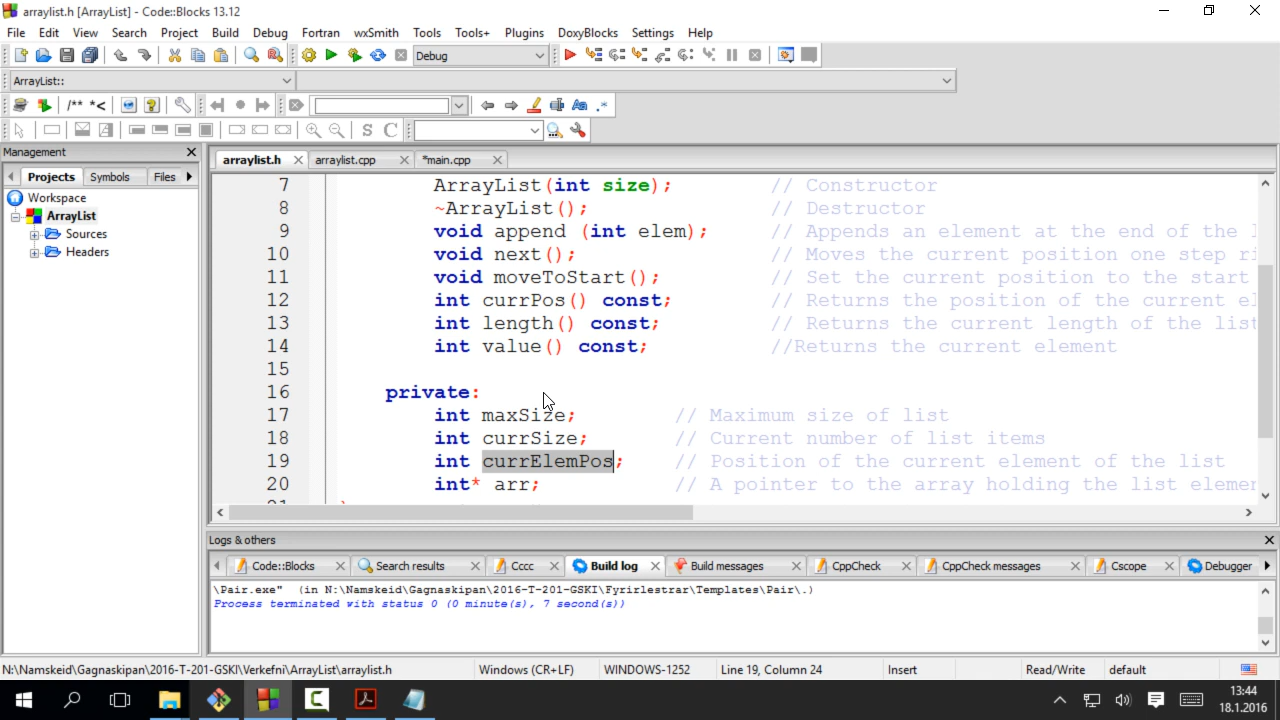 arraylist.h [ArrayList] - Code::Blocks 13.12
File Edit View Search Project Build Debug Fortran wxSmith Tools Tools+ Plugins DoxyBlocks Settings Help
Debug
ArrayList::
/** *<
Aa .*
S C
Management
Projects Symbols Files
Workspace
ArrayList
Sources
Headers
arraylist.h arraylist.cpp *main.cpp
7 ArrayList(int size); // Constructor
8 ~ArrayList(); // Destructor
9 void append (int elem); // Appends an element at the end of the l
10 void next(); // Moves the current position one step ri
11 void moveToStart(); // Set the current position to the start
12 int currPos() const; // Returns the position of the current el
13 int length() const; // Returns the current length of the list
14 int value() const; //Returns the current element
15
16 private:
17 int maxSize; // Maximum size of list
18 int currSize; // Current number of list items
19 int currElemPos; // Position of the current element of the list
20 int* arr; // A pointer to the array holding the list elemen
Logs & others
Code::Blocks Search results Cccc Build log Build messages CppCheck CppCheck messages Cscope Debugger
\Pair.exe" (in N:\Namskeid\Gagnaskipan\2016-T-201-GSKI\Fyrirlestrar\Templates\Pair\.)
Process terminated with status 0 (0 minute(s), 7 second(s))
N:\Namskeid\Gagnaskipan\2016-T-201-GSKI\Verkefni\ArrayList\arraylist.h Windows (CR+LF) WINDOWS-1252 Line 19, Column 24 Insert Read/Write default
13:44
18.1.2016